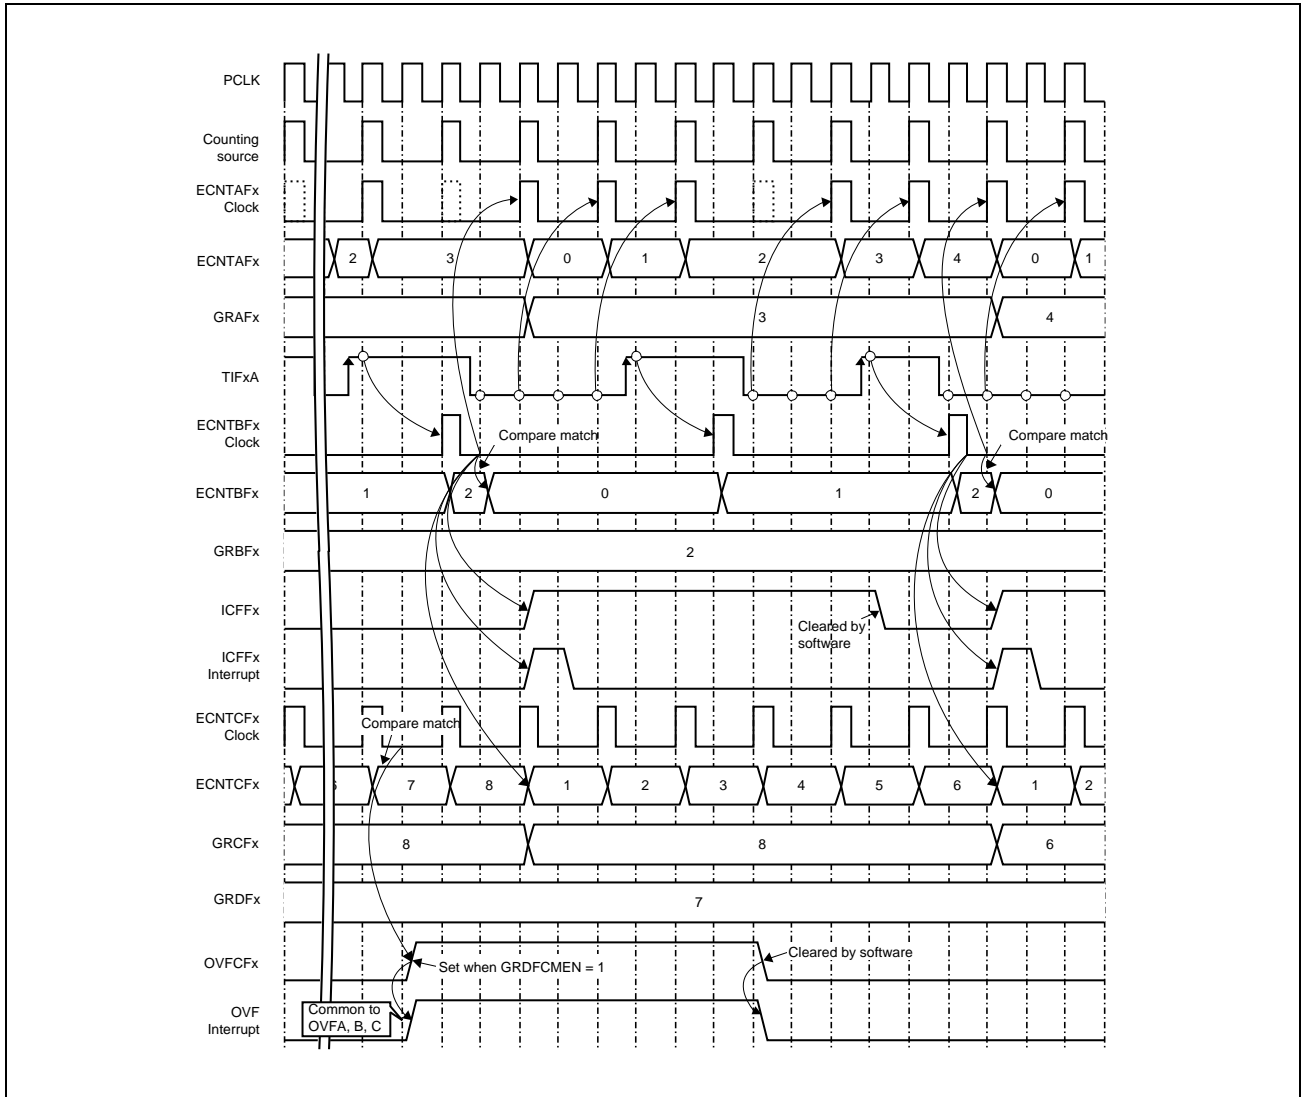 PCLK
Counting
source
ECNTAFx
Clock
ECNTAFx
2 3 0 1 2 3 4 0 1
GRAFx
3 4
TIFxA
ECNTBFx
Clock
Compare match
Compare match
ECNTBFx
1 2 0 1 2 0
GRBFx
2
ICFFx
Cleared by
software
ICFFx
Interrupt
ECNTCFx
Clock
Compare match
ECNTCFx
7 8 1 2 3 4 5 6 1 2
GRCFx
8 8 6
GRDFx
7
OVFCFx
Set when GRDFCMEN = 1
Cleared by software
OVF
Interrupt
Common to
OVFA, B, C